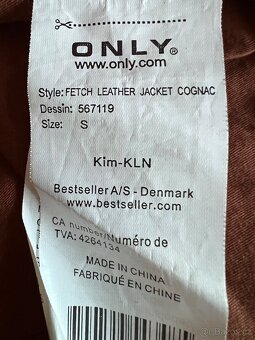 ONLY®
www.only.com
Style: FETCH LEATHER JACKET COGNAC
Dessin: 567119
Size: S
Kim-KLN
Bestseller A/S - Denmark
www.bestseller.com
CA number/Numéro de
TVA: 4264134
MADE IN CHINA
FABRIQUÉ EN CHINE